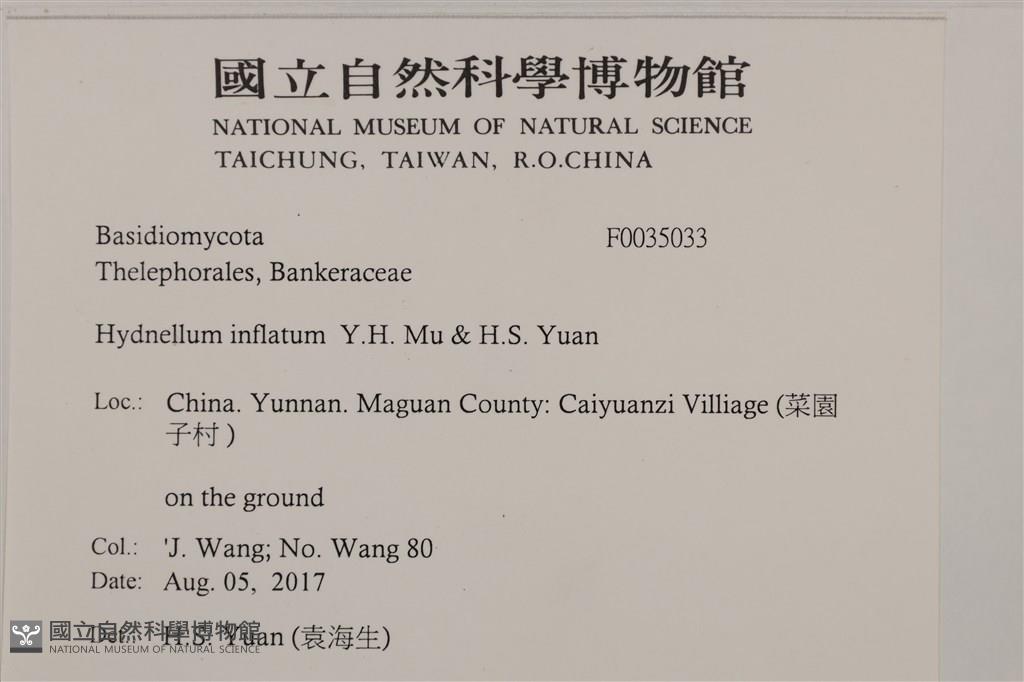 國立自然科學博物館
NATIONAL MUSEUM OF NATURAL SCIENCE
TAICHUNG, TAIWAN, R.O.CHINA
Basidiomycota F0035033
Thelephorales, Bankeraceae
Hydnellum inflatum Y.H. Mu & H.S. Yuan
Loc.: China. Yunnan. Maguan County: Caiyuanzi Villiage (菜園
子村 )
on the ground
Col.: 'J. Wang; No. Wang 80
Date: Aug. 05, 2017
Det.: H.S. Yuan (袁海生)
國立自然科學博物館
NATIONAL MUSEUM OF NATURAL SCIENCE